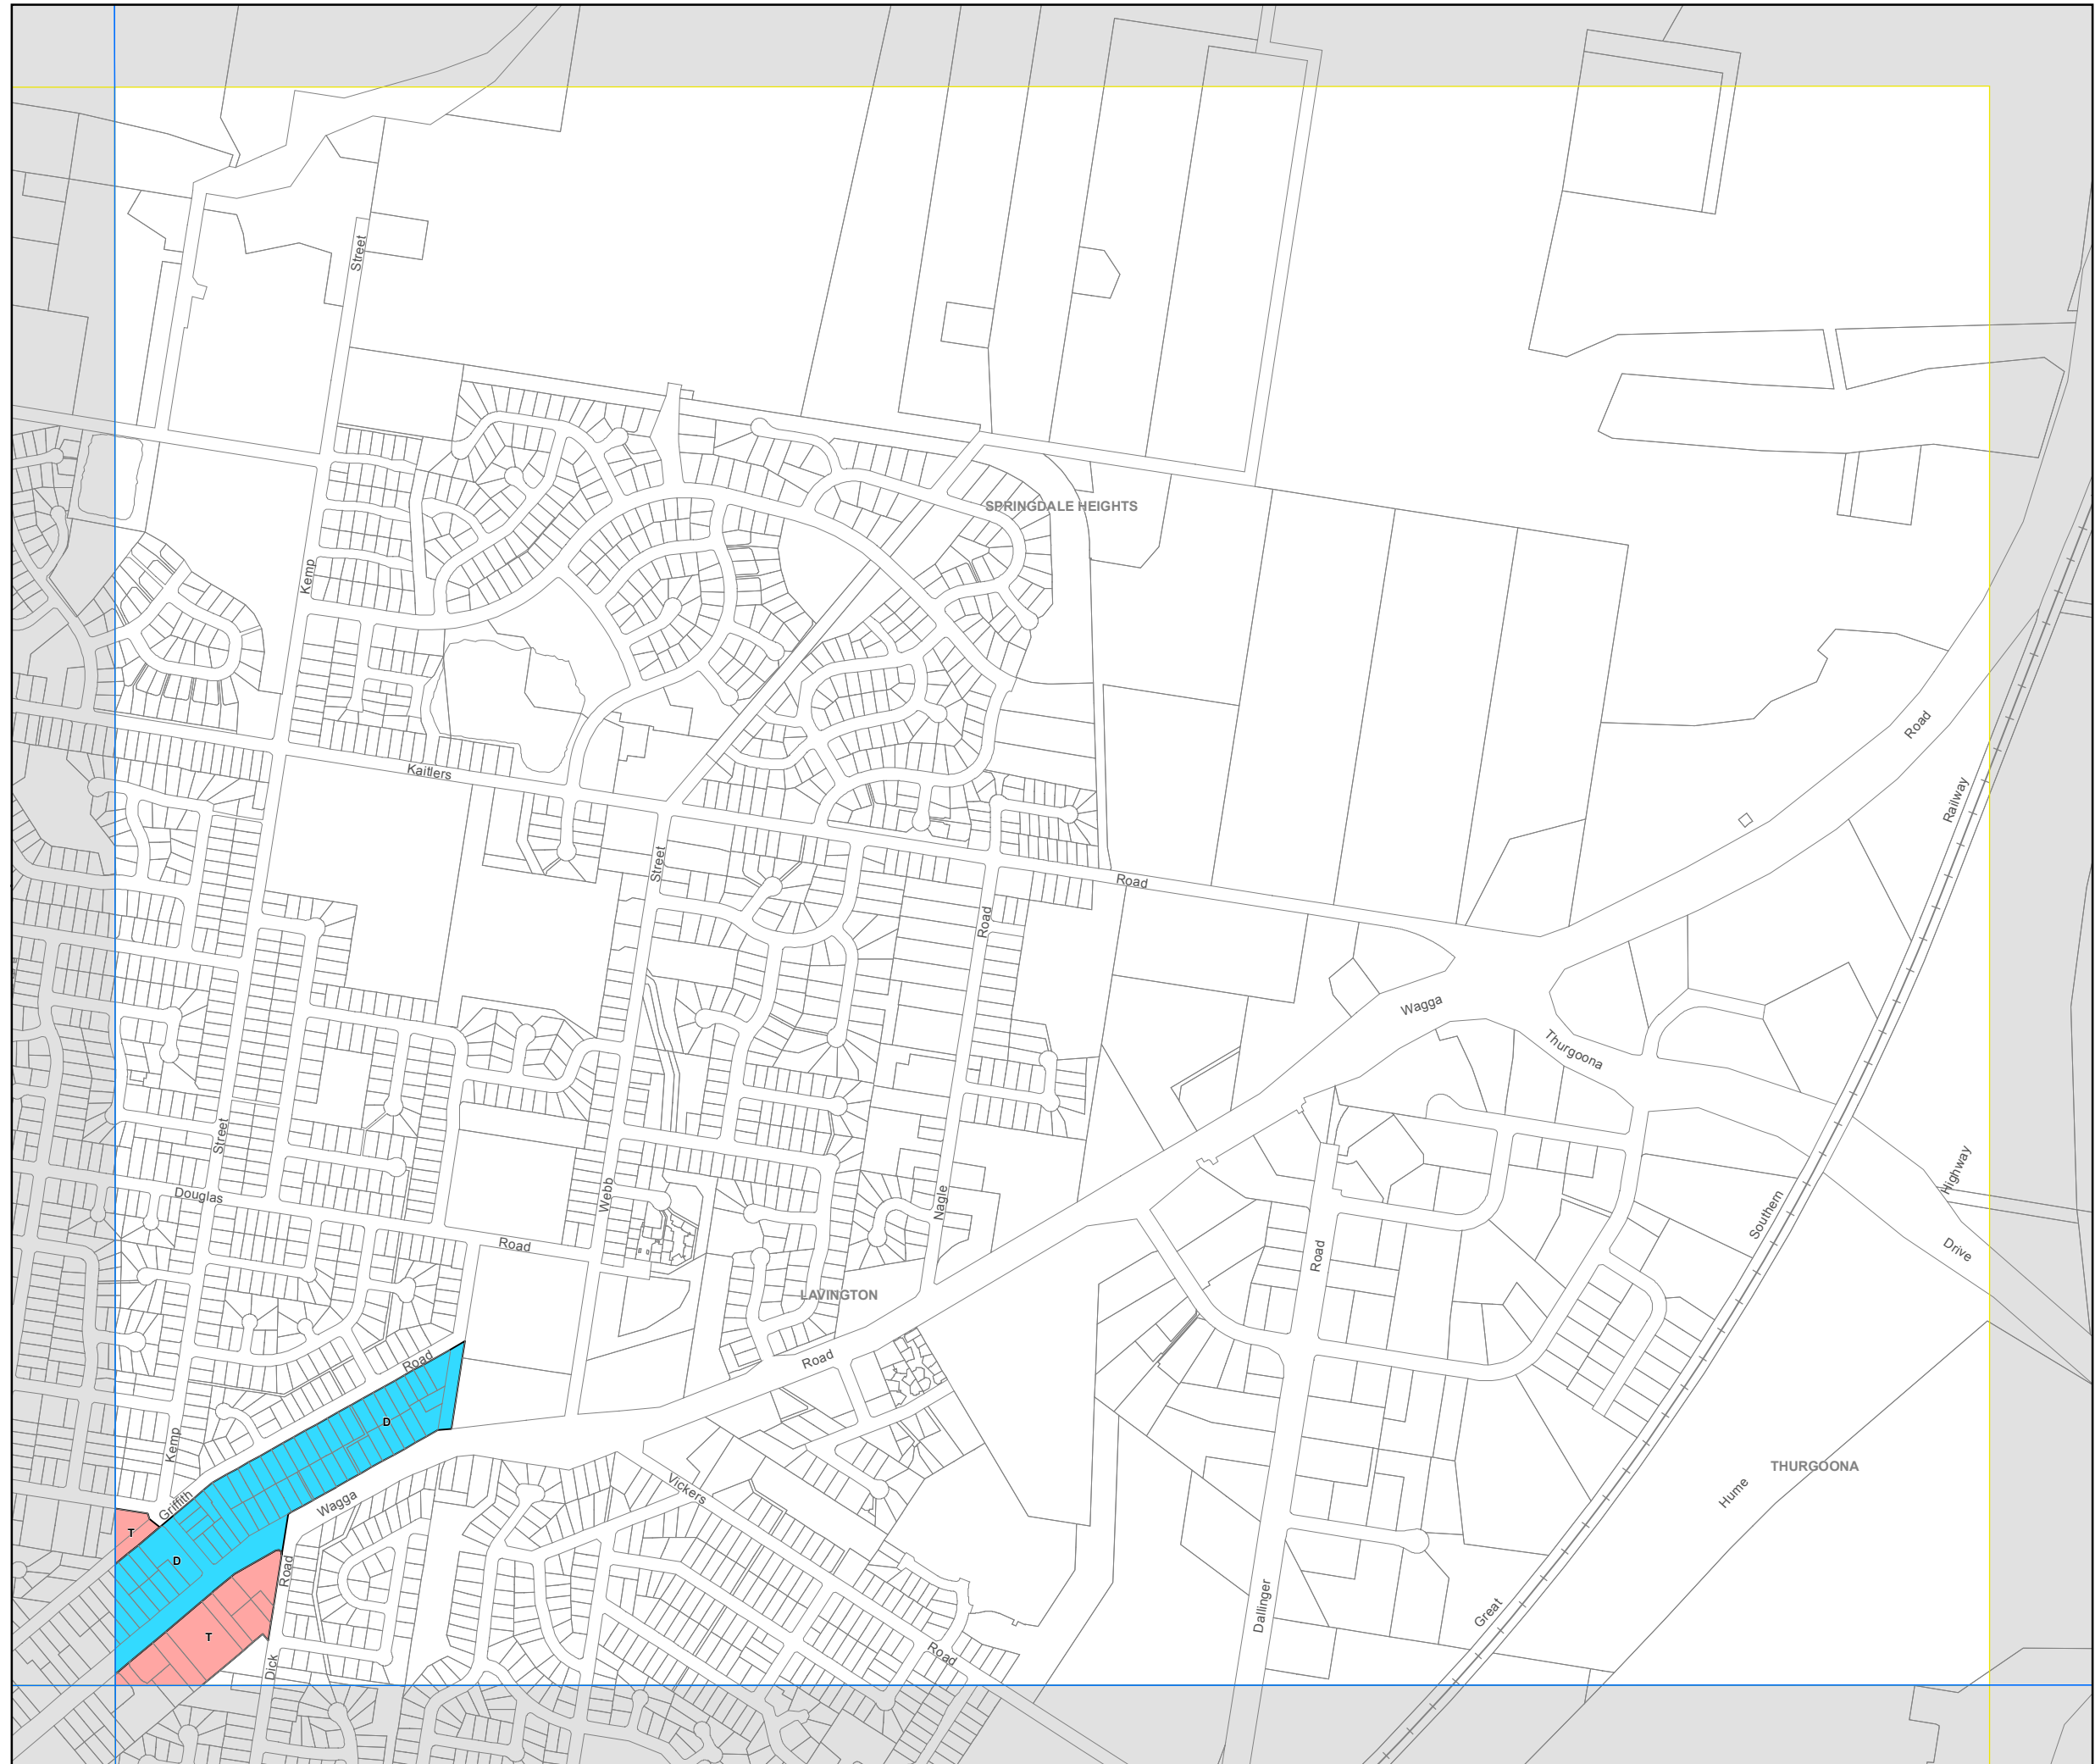 Street
SPRINGDALE HEIGHTS
Kemp
Road
Kaitlers
Railway
Street
Road
Road
Wagga
Thurgoona
Street
Douglas
Webb
Nagle
Highway
Southern
Road
Road
Drive
LAVINGTON
Road
Road
D
Kemp
THURGOONA
Vickers
Hume
Griffith
Wagga
T
D
Road
Dallinger
Great
T
Road
Dick